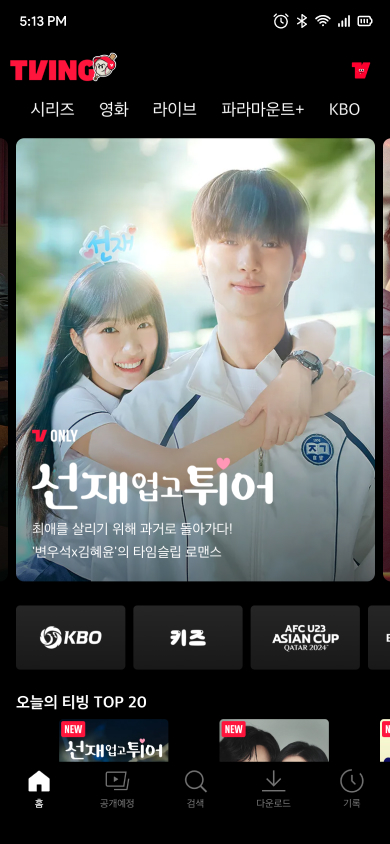 5:13 PM
TVING
시리즈 영화 라이브 파라마운트+ KBO
선재
ONLY
선재 업고 튀어
최애를 살리기 위해 과거로 돌아가다!
'변우석x김혜윤'의 타임슬립 로맨스
KBO
키즈
AFC U23
ASIAN CUP
QATAR 2024
오늘의 티빙 TOP 20
NEW
NEW
선재 업고 튀어
홈 공개예정 검색 다운로드 기록